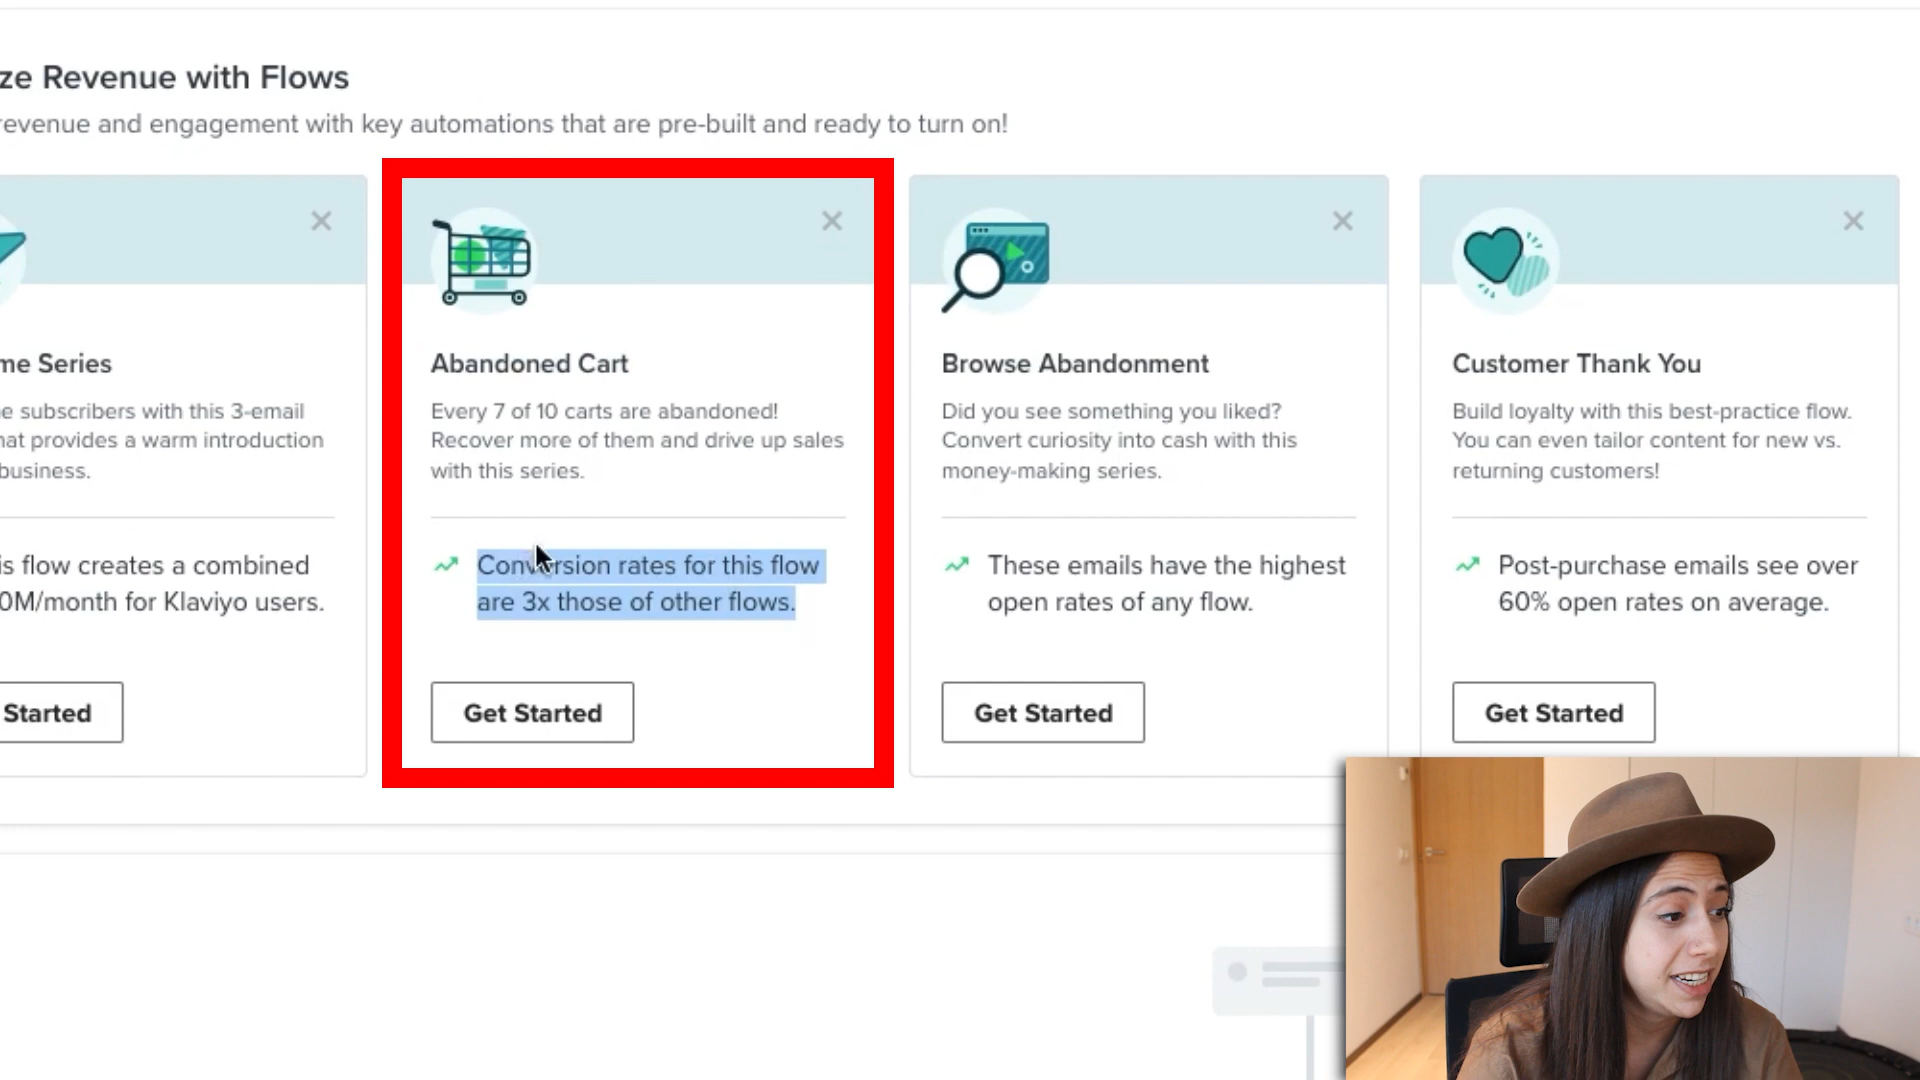 ze Revenue with Flows
revenue and engagement with key automations that are pre-built and ready to turn on!
me Series
e subscribers with this 3-email
hat provides a warm introduction
business.
is flow creates a combined
0M/month for Klaviyo users.
Started
Abandoned Cart
Every 7 of 10 carts are abandoned!
Recover more of them and drive up sales
with this series.
Conversion rates for this flow
are 3x those of other flows.
Get Started
Browse Abandonment
Did you see something you liked?
Convert curiosity into cash with this
money-making series.
These emails have the highest
open rates of any flow.
Get Started
Customer Thank You
Build loyalty with this best-practice flow.
You can even tailor content for new vs.
returning customers!
Post-purchase emails see over
60% open rates on average.
Get Started